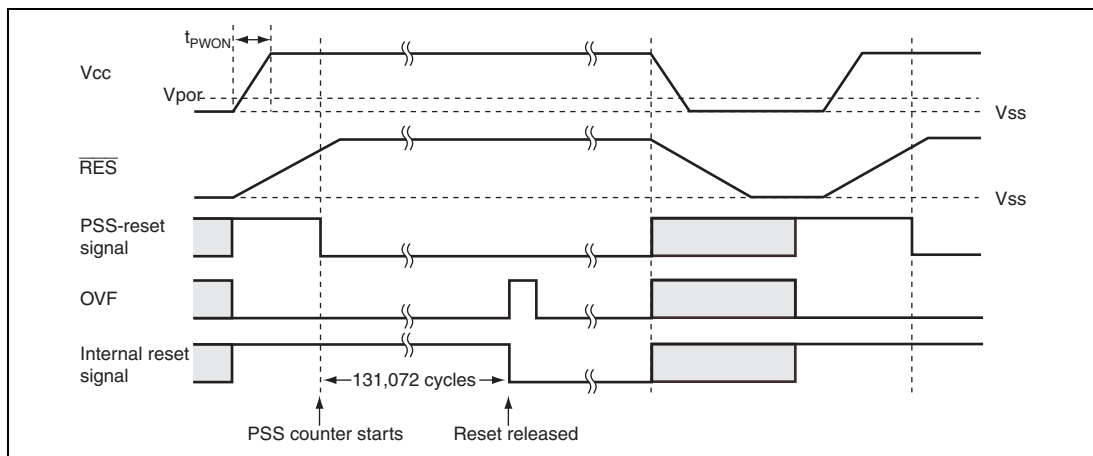 tPWON
Vcc
Vpor
Vss
RES
Vss
PSS-reset
signal
OVF
Internal reset
signal
131,072 cycles
PSS counter starts
Reset released